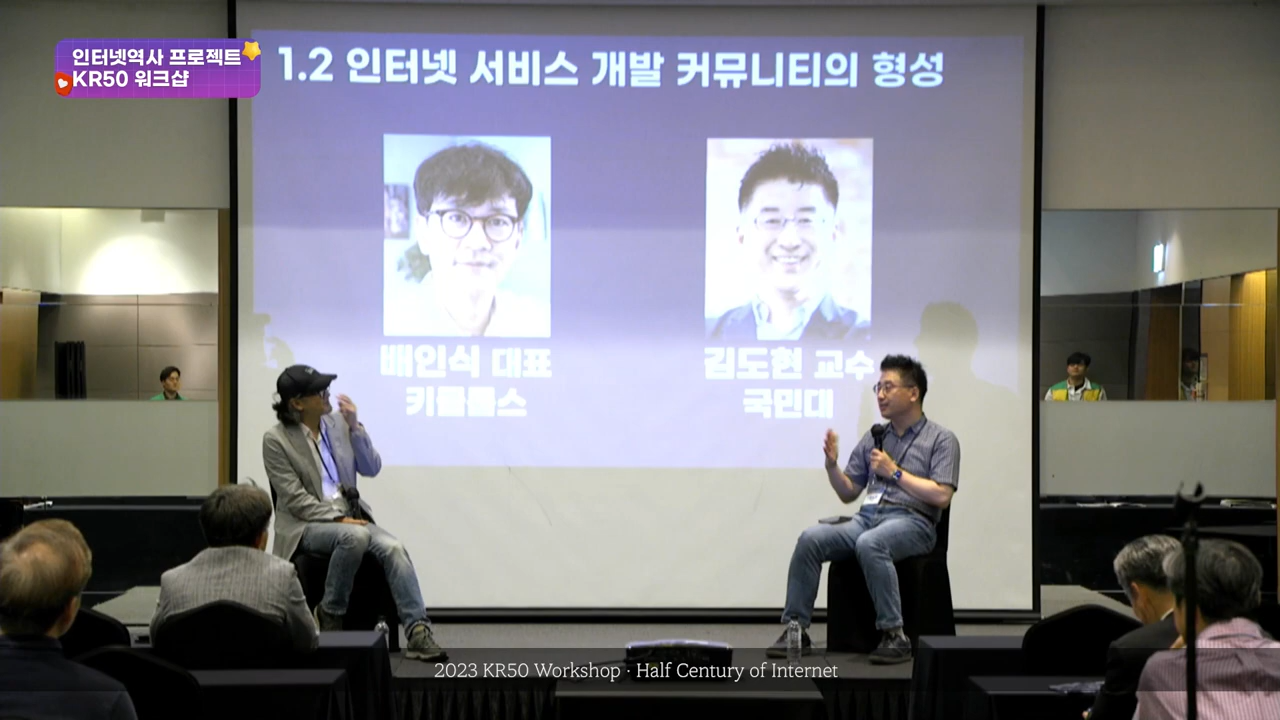 인터넷역사 프로젝트
KR50 워크샵
1.2 인터넷 서비스 개발 커뮤니티의 형성
배인식 대표
키뮬룰스
김도현 교수
국민대
2023 KR50 Workshop · Half Century of Internet